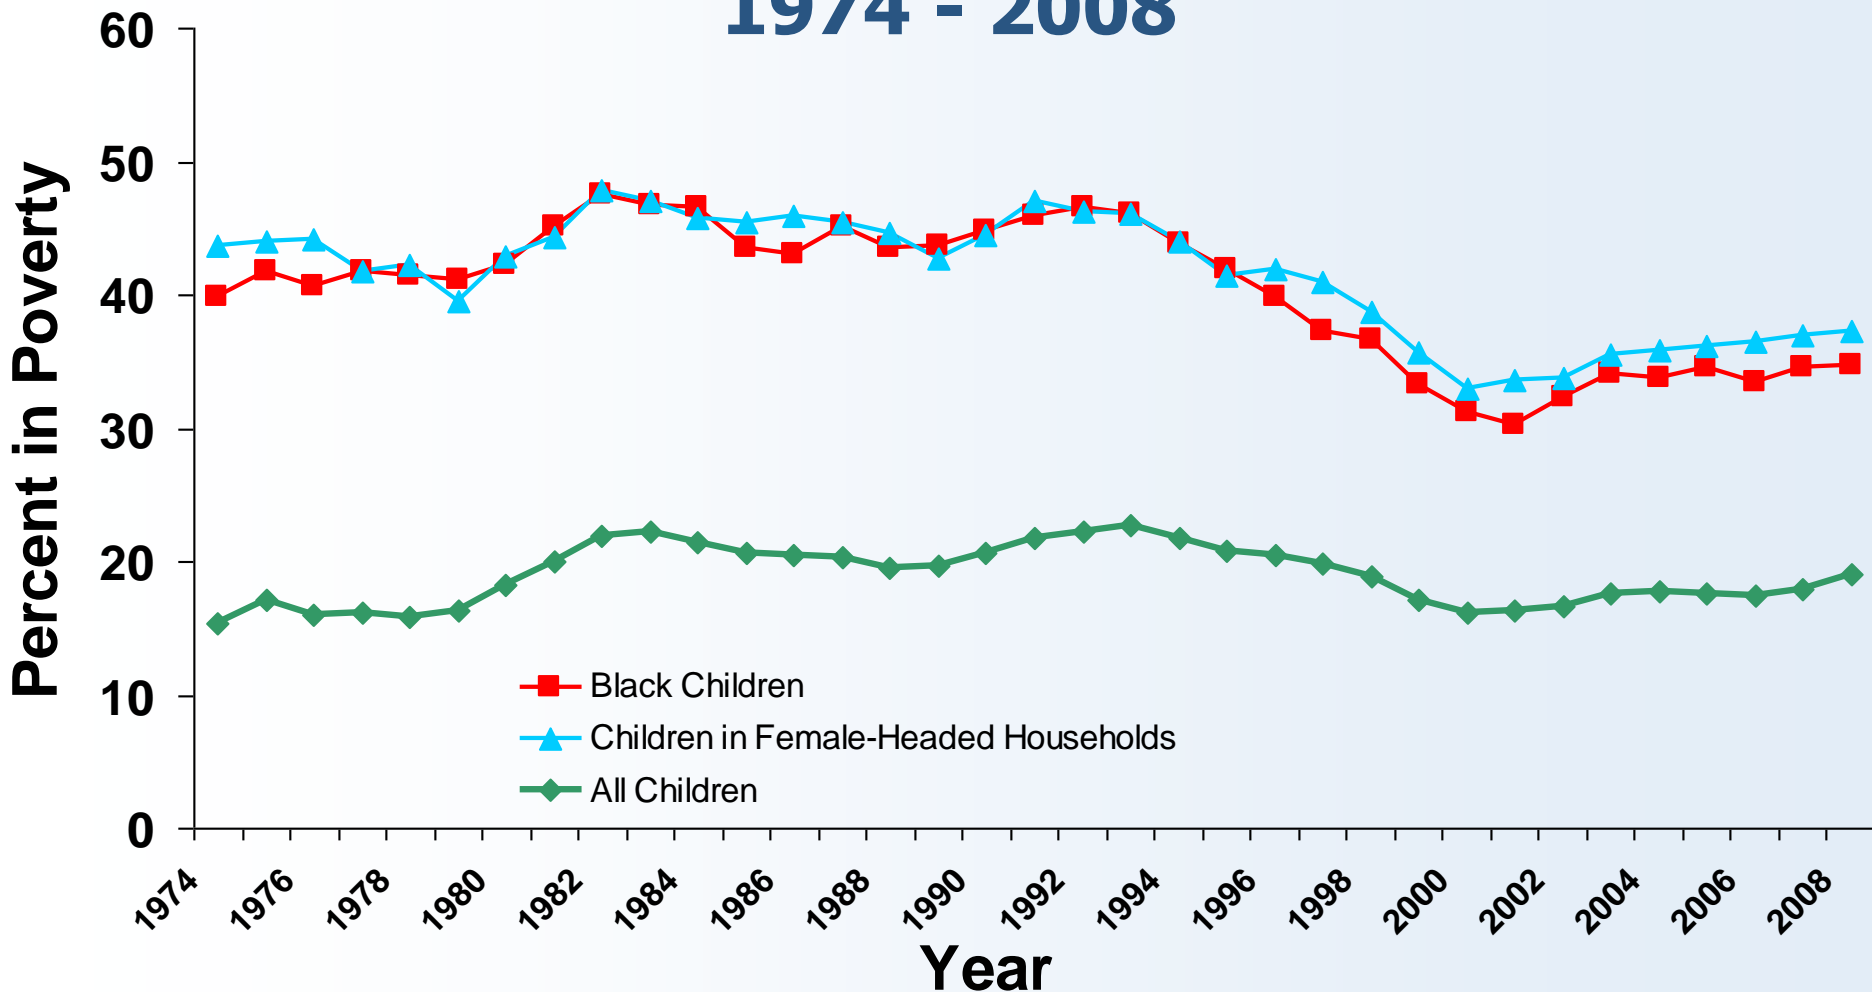 1974 - 2008
Percent in Poverty
60
50
40
30
20
10
0
Black Children
Children in Female-Headed Households
All Children
1974 1976 1978 1980 1982 1984 1986 1988 1990 1992 1994 1996 1998 2000 2002 2004 2006 2008
Year